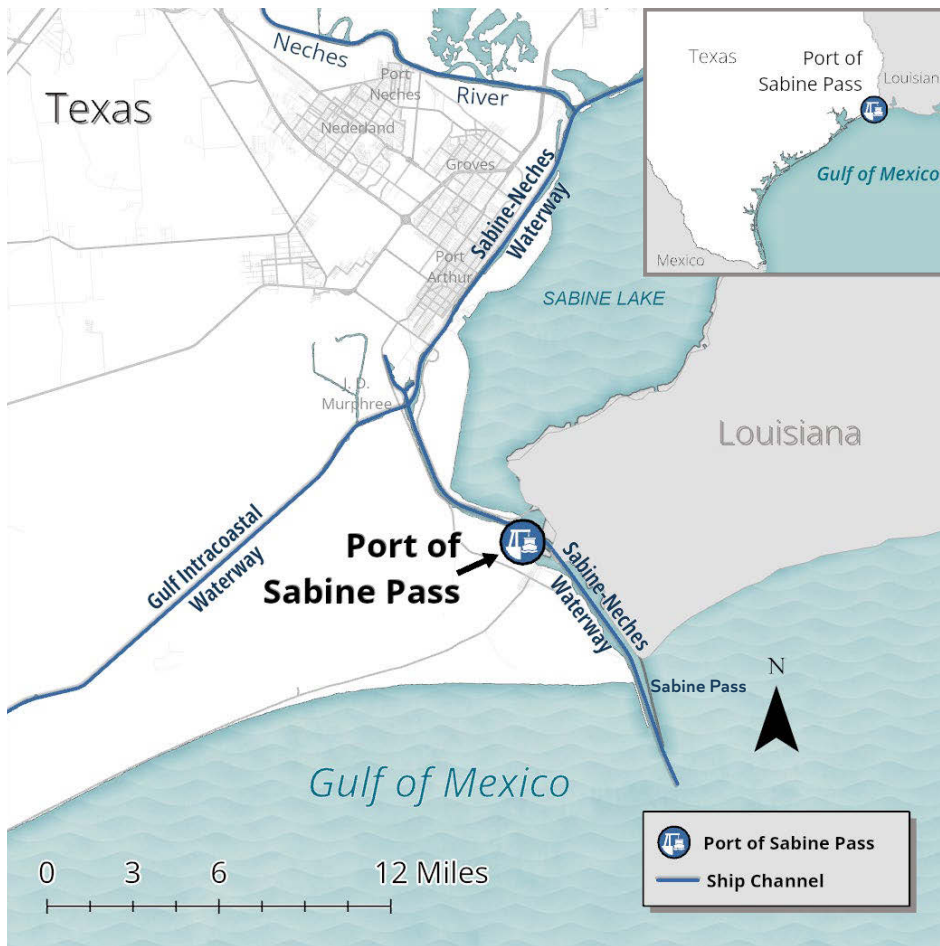 Neches
River
Port
Neches
Texas
Nederland
Groves
Sabine-Neches
Waterway
Port
Arthur
SABINE LAKE
Texas
Port of
Sabine Pass
Louisian
Gulf of Mexico
Mexico
J. D.
Murphree
Louisiana
Gulf Intracoastal
Waterway
Port of
Sabine Pass
Sabine-Neches
Waterway
Sabine Pass
N
Gulf of Mexico
0 3 6 12 Miles
Port of Sabine Pass
Ship Channel